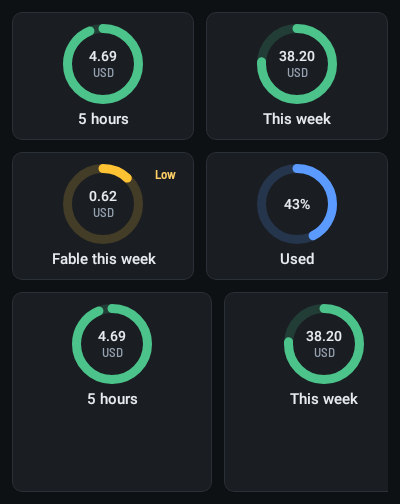 4.69
USD
5 hours
38.20
USD
This week
0.62
USD
Low
Fable this week
43%
Used
4.69
USD
5 hours
38.20
USD
This week